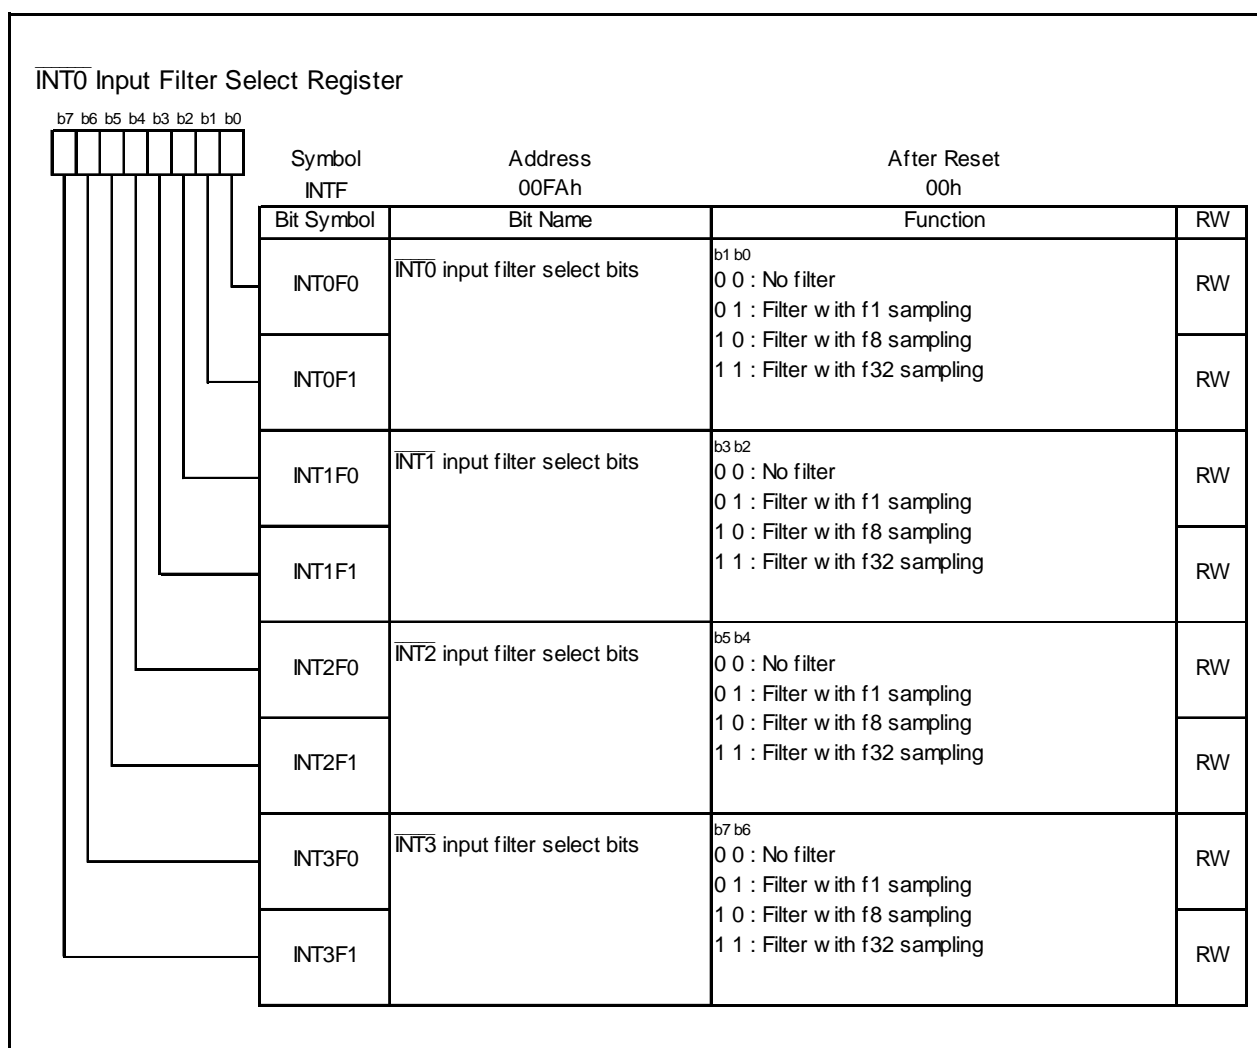 INT0 Input Filter Select Register
b7 b6 b5 b4 b3 b2 b1 b0
Symbol Address After Reset
INTF 00FAh 00h
Bit Symbol Bit Name Function RW
INT0F0 INT0 input filter select bits b1 b0
0 0 : No filter RW
0 1 : Filter with f1 sampling
1 0 : Filter with f8 sampling
INT0F1 1 1 : Filter with f32 sampling RW
INT1F0 INT1 input filter select bits b3 b2
0 0 : No filter RW
0 1 : Filter with f1 sampling
1 0 : Filter with f8 sampling
INT1F1 1 1 : Filter with f32 sampling RW
INT2F0 INT2 input filter select bits b5 b4
0 0 : No filter RW
0 1 : Filter with f1 sampling
1 0 : Filter with f8 sampling
INT2F1 1 1 : Filter with f32 sampling RW
INT3F0 INT3 input filter select bits b7 b6
0 0 : No filter RW
0 1 : Filter with f1 sampling
1 0 : Filter with f8 sampling
INT3F1 1 1 : Filter with f32 sampling RW